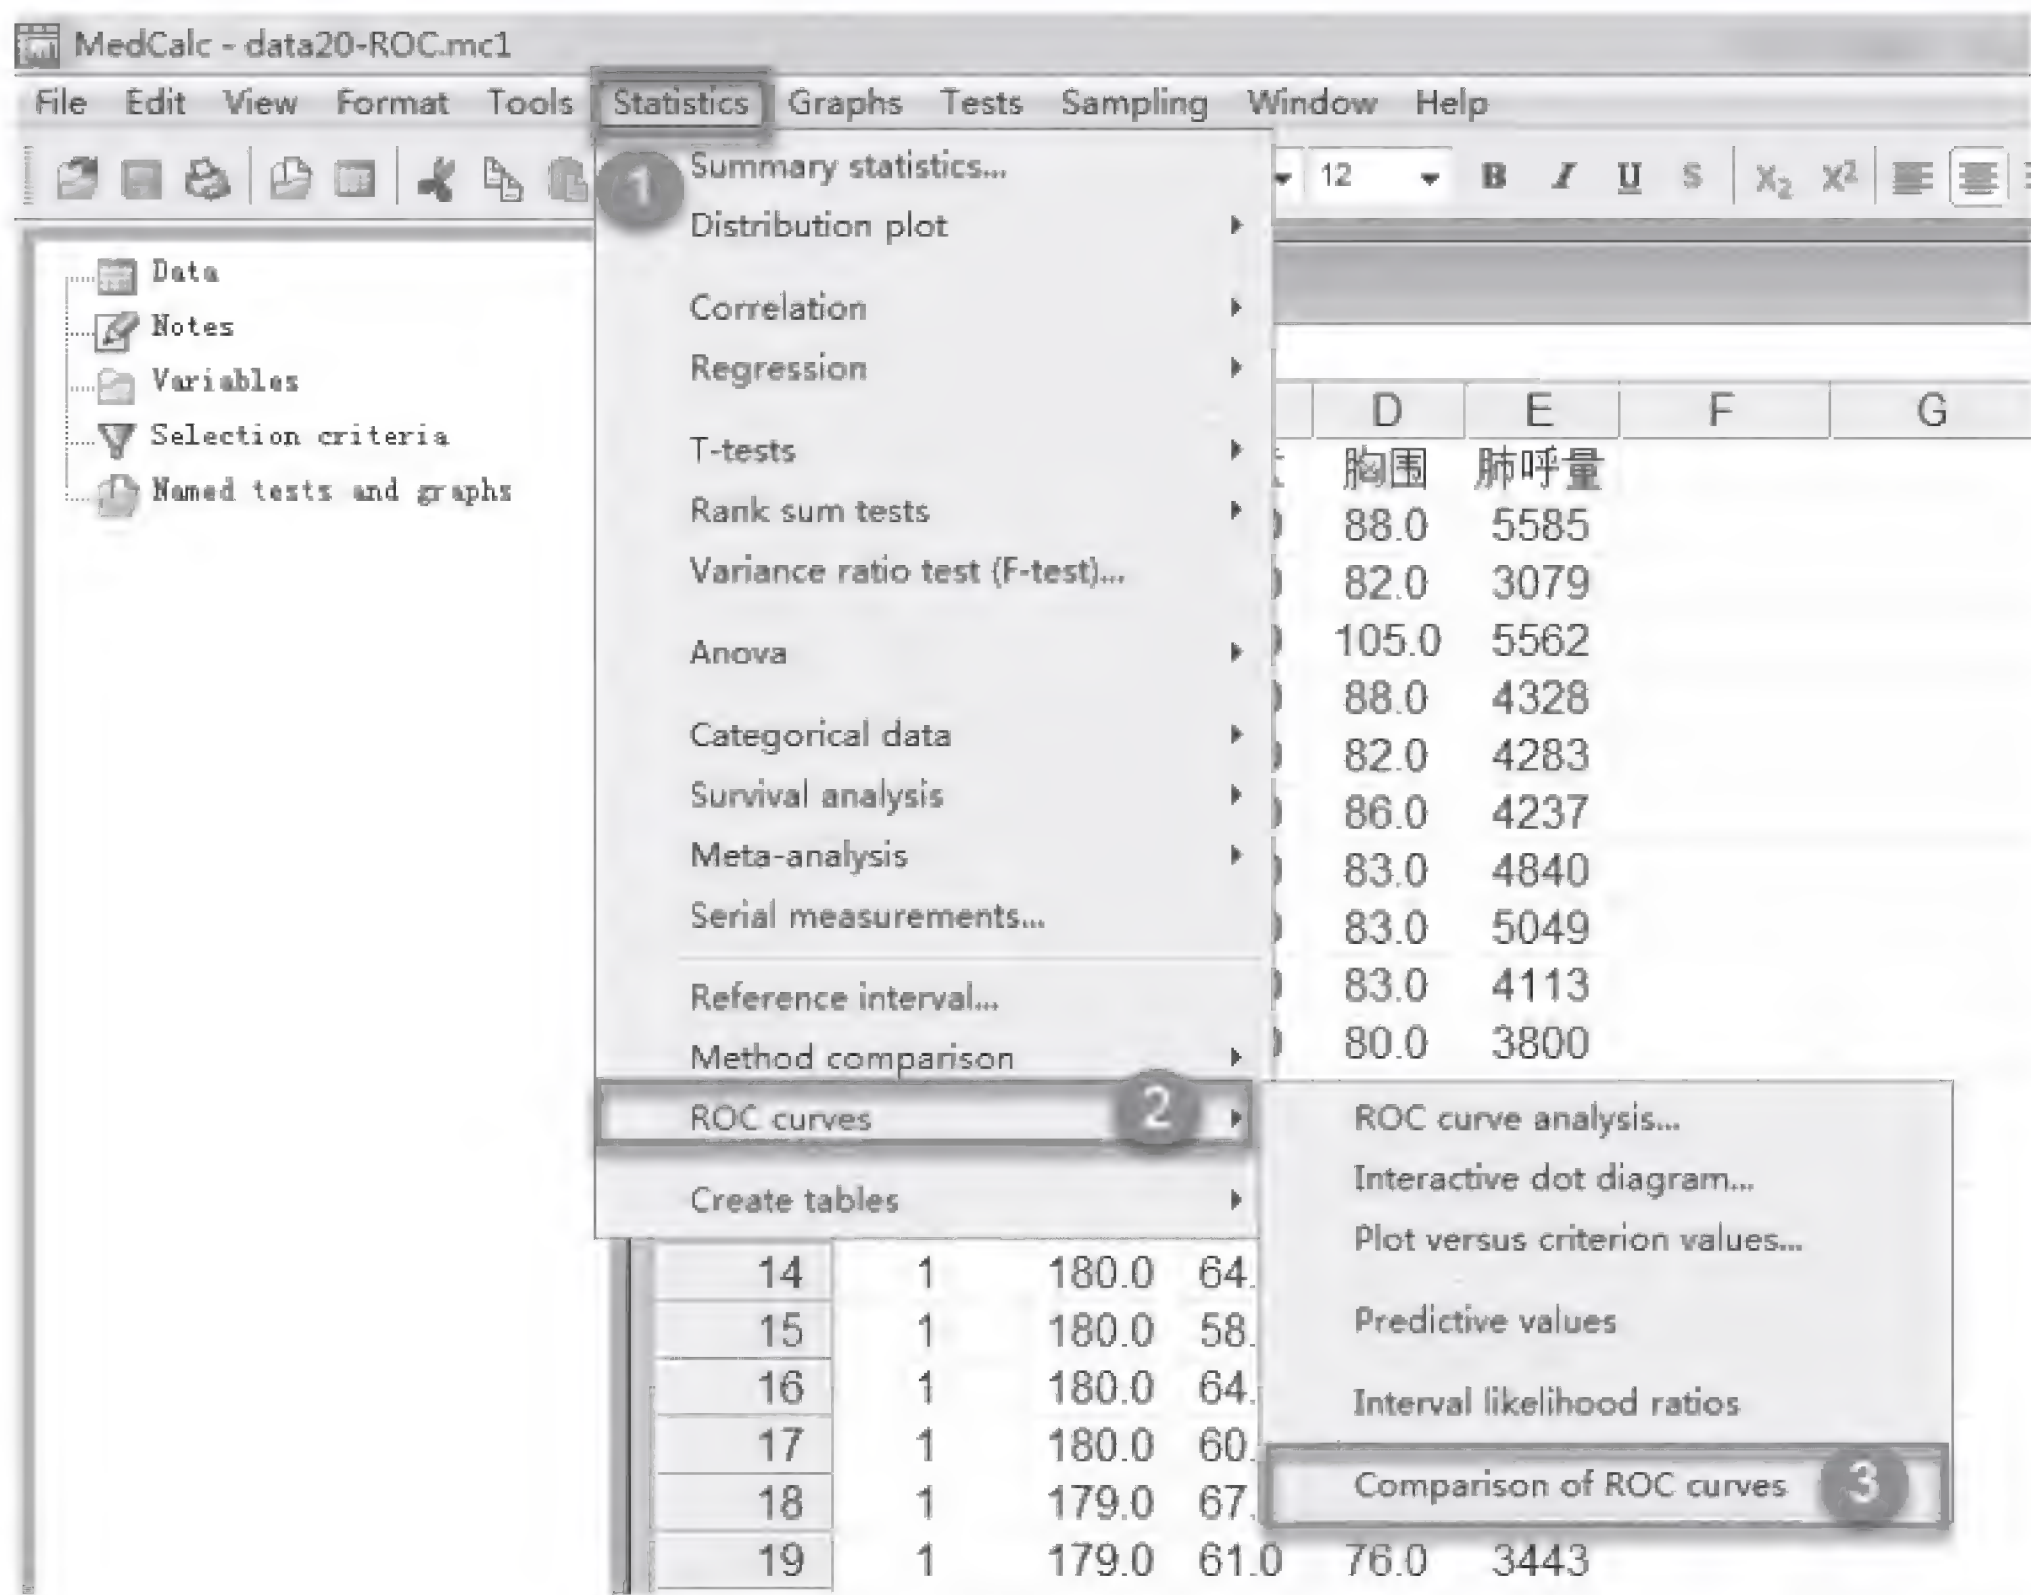 MedCalc - data20-ROC.mc1
File Edit View Format Tools Statistics Graphs Tests Sampling Window Help
1
12 B I U S X₂ X²
Data
Notes
Variables
Selection criteria
Named tests and graphs
Summary statistics...
Distribution plot
Correlation
Regression
T-tests
Rank sum tests
Variance ratio test (F-test)...
Anova
Categorical data
Survival analysis
Meta-analysis
Serial measurements...
Reference interval...
Method comparison
ROC curves 2
Create tables
D E F G
胸围 肺呼量
88.0 5585
82.0 3079
105.0 5562
88.0 4328
82.0 4283
86.0 4237
83.0 4840
83.0 5049
83.0 4113
80.0 3800
ROC curve analysis...
Interactive dot diagram...
Plot versus criterion values...
Predictive values
Interval likelihood ratios
Comparison of ROC curves 3
14 1 180.0 64.
15 1 180.0 58.
16 1 180.0 64.
17 1 180.0 60.
18 1 179.0 67.
19 1 179.0 61.0 76.0 3443